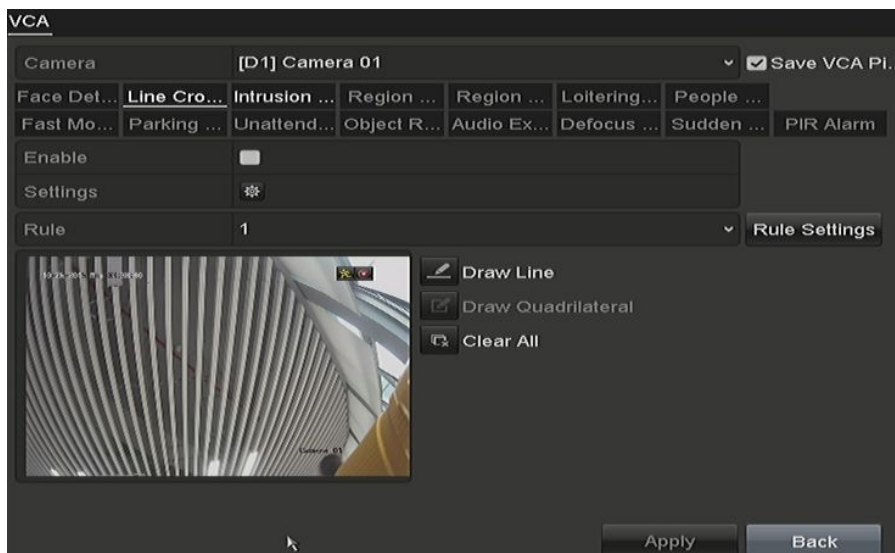 VCA
Camera [D1] Camera 01 Save VCA Pi..
Face Det... Line Cro... Intrusion ... Region ... Region ... Loitering... People ...
Fast Mo... Parking ... Unattend... Object R... Audio Ex... Defocus ... Sudden ... PIR Alarm
Enable
Settings
Rule 1 Rule Settings
Draw Line
Draw Quadrilateral
Clear All
Camera 01
Apply Back